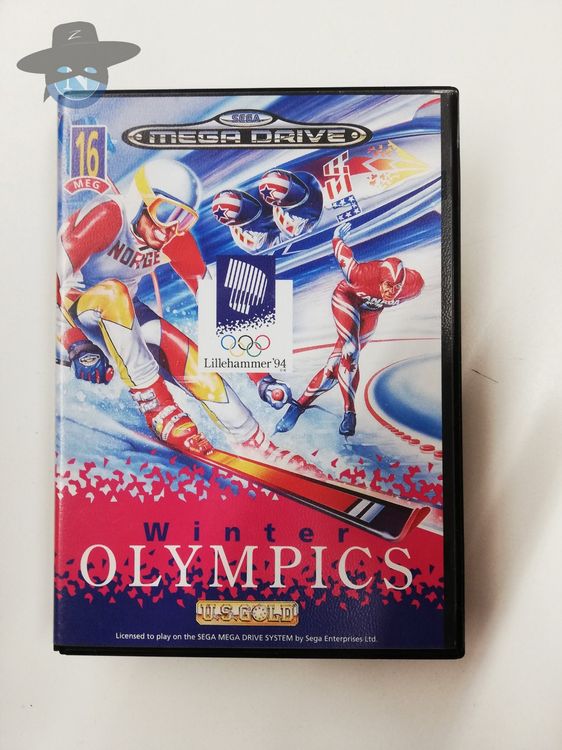 Z
N
SEGA
MEGA DRIVE
16
MEG
NORGE
CANADA
Lillehammer'94
Winter
OLYMPICS
U.S. GOLD
Licensed to play on the SEGA MEGA DRIVE SYSTEM by Sega Enterprises Ltd.